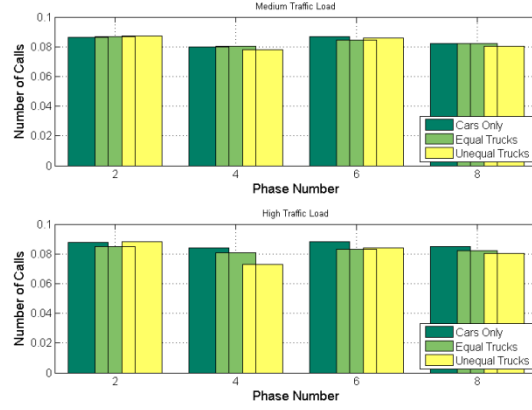 Medium Traffic Load
Number of Calls
0.1
0.08
0.06
0.04
0.02
0
2 4 6 8
Phase Number
Cars Only
Equal Trucks
Unequal Trucks
High Traffic Load
Number of Calls
0.1
0.08
0.06
0.04
0.02
0
2 4 6 8
Phase Number
Cars Only
Equal Trucks
Unequal Trucks